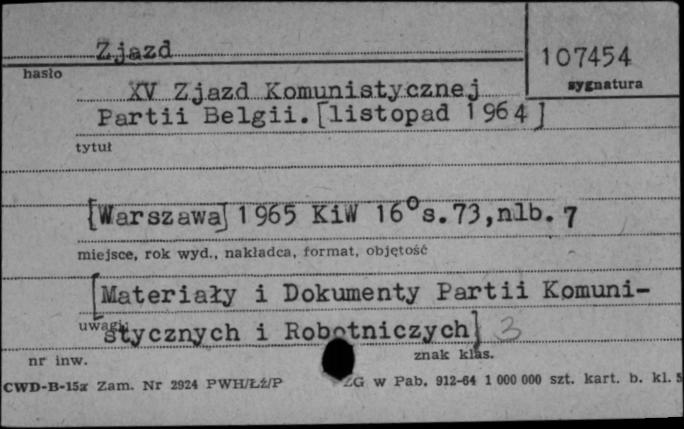 Zjazd
107454
hasło
sygnatura
XV Zjazd Komunistycznej
Partii Belgii.[listopad 1964]
tytuł
[Warszawa] 1965 KiW 16° s.73,nlb. 7
miejsce, rok wyd., nakładca, format, objętość
[Materiały i Dokumenty Partii Komuni-
uwagi
stycznych i Robotniczych] 3
nr inw.
znak klas.
CWD-B-15z Zam. Nr 2924 PWH/Łź/P ZG w Pab. 912-64 1 000 000 szt. kart. b. kl. 5